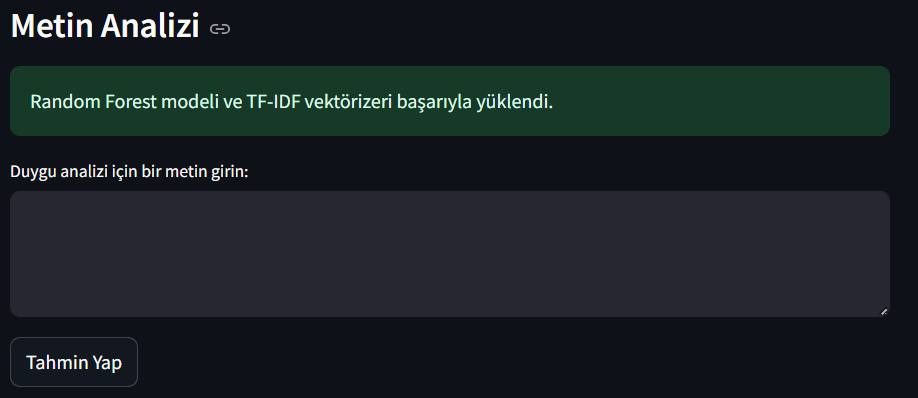 Metin Analizi
Random Forest modeli ve TF-IDF vektörizeri başarıyla yüklendi.
Duygu analizi için bir metin girin:
Tahmin Yap